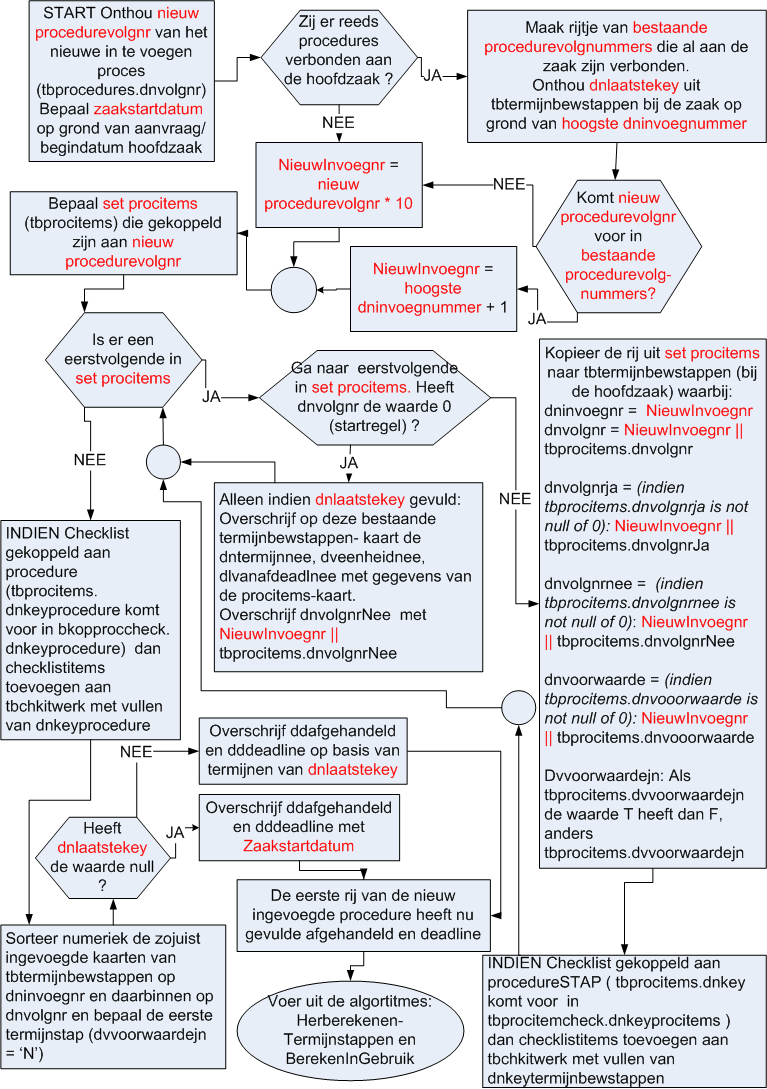 START Onthou nieuw
procedurevolgnr van het
nieuwe in te voegen
proces
(tbprocedures.dnvolgnr)
Bepaal zaakstartdatum
op grond van aanvraag/
begindatum hoofdzaak
Zij er reeds
procedures
verbonden aan
de hoofdzaak ?
JA
NEE
Maak rijtje van bestaande
procedurevolgnummers die al aan de
zaak zijn verbonden.
Onthou dnlaatstekey uit
tbtermijnbewstappen bij de zaak op
grond van hoogste dninvoegnummer
NieuwInvoegnr =
nieuw
procedurevolgnr * 10
NEE
Komt nieuw
procedurevolgnr
voor in
bestaande
procedurevolg-
nummers?
JA
NieuwInvoegnr =
hoogste
dninvoegnummer + 1
Bepaal set procitems
(tbprocitems) die gekoppeld
zijn aan nieuw
procedurevolgnr
Is er een
eerstvolgende in
set procitems
JA
NEE
Ga naar  eerstvolgende
in set procitems. Heeft
dnvolgnr de waarde 0
(startregel) ?
JA
NEE
Alleen indien dnlaatstekey gevuld:
Overschrijf op deze bestaande
termijnbewstappen- kaart de
dntermijnnee, dveenheidnee,
dlvanafdeadlnee met gegevens van
de procitems-kaart.
Overschrijf dnvolgnrNee  met
NieuwInvoegnr ||
tbprocitems.dnvolgnrNee
Kopieer de rij uit set procitems
naar tbtermijnbewstappen (bij
de hoofdzaak) waarbij:
dninvoegnr =  NieuwInvoegnr
dnvolgnr = NieuwInvoegnr ||
tbprocitems.dnvolgnr
dnvolgnrja = (indien
tbprocitems.dnvolgnrja is not
null of 0): NieuwInvoegnr ||
tbprocitems.dnvolgnrJa
dnvolgnrnee =  (indien
tbprocitems.dnvolgnrnee is
not null of 0): NieuwInvoegnr
|| tbprocitems.dnvolgnrNee
dnvoorwaarde = (indien
tbprocitems.dnvooorwaarde is
not null of 0): NieuwInvoegnr
|| tbprocitems.dnvooorwaarde
Dvvoorwaardejn: Als
tbprocitems.dvvoorwaardejn
de waarde T heeft dan F,
anders
tbprocitems.dvvoorwaardejn
INDIEN Checklist
gekoppeld aan
procedure
(tbprocitems.
dnkeyprocedure komt
voor in bkopproccheck.
dnkeyprocedure)  dan
checklistitems
toevoegen aan
tbchkitwerk met vullen
van dnkeyprocedure
NEE
Overschrijf ddafgehandeld
en dddeadline op basis van
termijnen van dnlaatstekey
Heeft
dnlaatstekey
de waarde null
?
JA
Overschrijf ddafgehandeld
en dddeadline met
Zaakstartdatum
De eerste rij van de nieuw
ingevoegde procedure heeft nu
gevulde afgehandeld en deadline
Sorteer numeriek de zojuist
ingevoegde kaarten van
tbtermijnbewstappen op
dninvoegnr en daarbinnen op
dnvolgnr en bepaal de eerste
termijnstap (dvvoorwaardejn
= ‘N’)
Voer uit de algortitmes:
Herberekenen-
Termijnstappen en
BerekenInGebruik
INDIEN Checklist gekoppeld aan
procedureSTAP ( tbprocitems.dnkey
komt voor  in
tbprocitemcheck.dnkeyprocitems )
dan checklistitems toevoegen aan
tbchkitwerk met vullen van
dnkeytermijnbewstappen